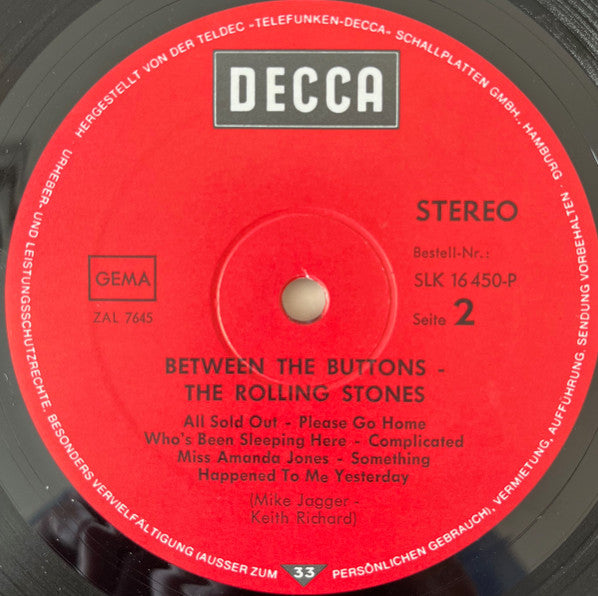 HERGESTELLT VON DER TELDEC »TELEFUNKEN-DECCA« SCHALLPLATTEN GMBH., HAMBURG · URHEBER- UND LEISTUNGSSCHUTZRECHTE, BESONDERS VERVIELFÄLTIGUNG (AUSSER ZUM PERSÖNLICHEN GEBRAUCH), VERMIETUNG, AUFFÜHRUNG, SENDUNG VORBEHALTEN ·
DECCA
STEREO
Bestell-Nr.:
SLK 16 450-P
Seite 2
GEMA
ZAL 7645
BETWEEN THE BUTTONS -
THE ROLLING STONES
All Sold Out - Please Go Home
Who's Been Sleeping Here - Complicated
Miss Amanda Jones - Something
Happened To Me Yesterday
(Mike Jagger -
Keith Richard)
33